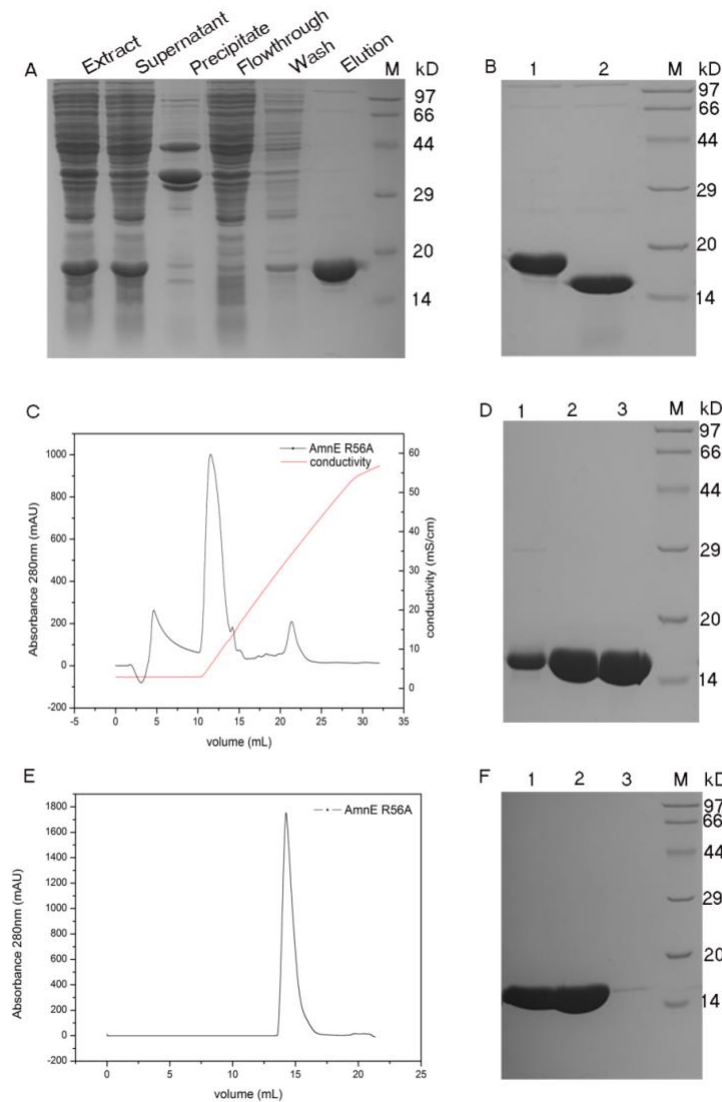 Extract Supernatant Precipitate Flowthrough Wash Elution
A M kD
97
66
44
29
20
14
B 1 2 M kD
97
66
44
29
20
14
C
AmnE R56A
conductivity
Absorbance 280nm (mAU)
1000
800
600
400
200
0
-200
-5 0 5 10 15 20 25 30 35
volume (mL)
60
50
40
30
20
10
0
conductivity (mS/cm)
D 1 2 3 M kD
97
66
44
29
20
14
E
AmnE R56A
Absorbance 280nm (mAU)
1800
1600
1400
1200
1000
800
600
400
200
0
-200
0 5 10 15 20 25
volume (mL)
F 1 2 3 M kD
97
66
44
29
20
14